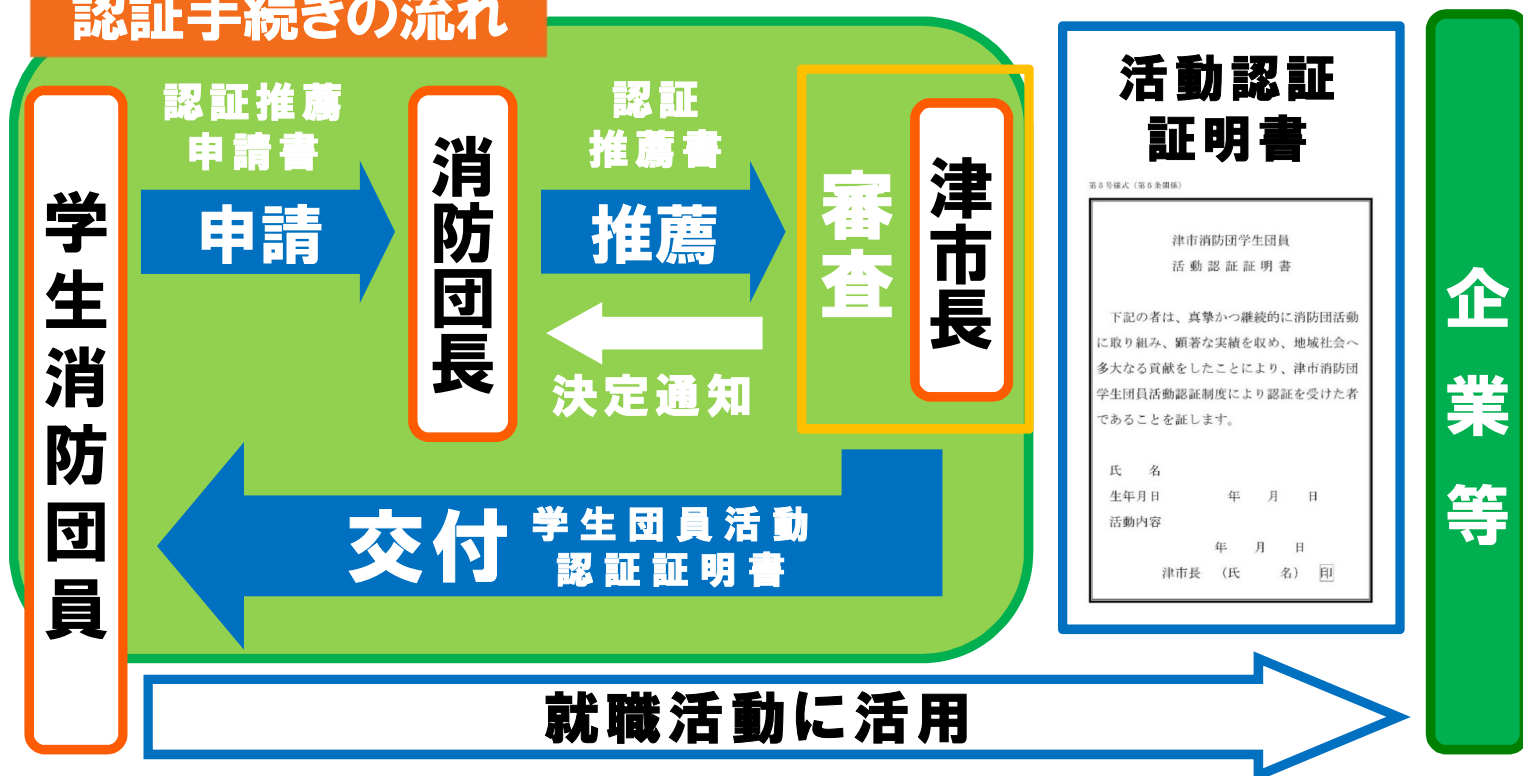 認証手続きの流れ
学生消防団員
認証推薦
申請書
申請
消防団長
認証
推薦書
推薦
決定通知
審査
津市長
交付
学生団員活動
認証証明書
活動認証
証明書
第5号様式（第5条関係）
津市消防団学生団員
活動認証証明書
下記の者は、真摯かつ継続的に消防団活動
に取り組み、顕著な実績を収め、地域社会へ
多大なる貢献をしたことにより、津市消防団
学生団員活動認証制度により認証を受けた者
であることを証します。
氏　名
生年月日　年　月　日
活動内容
年　月　日
津市長　（氏　名）　印
企業等
就職活動に活用